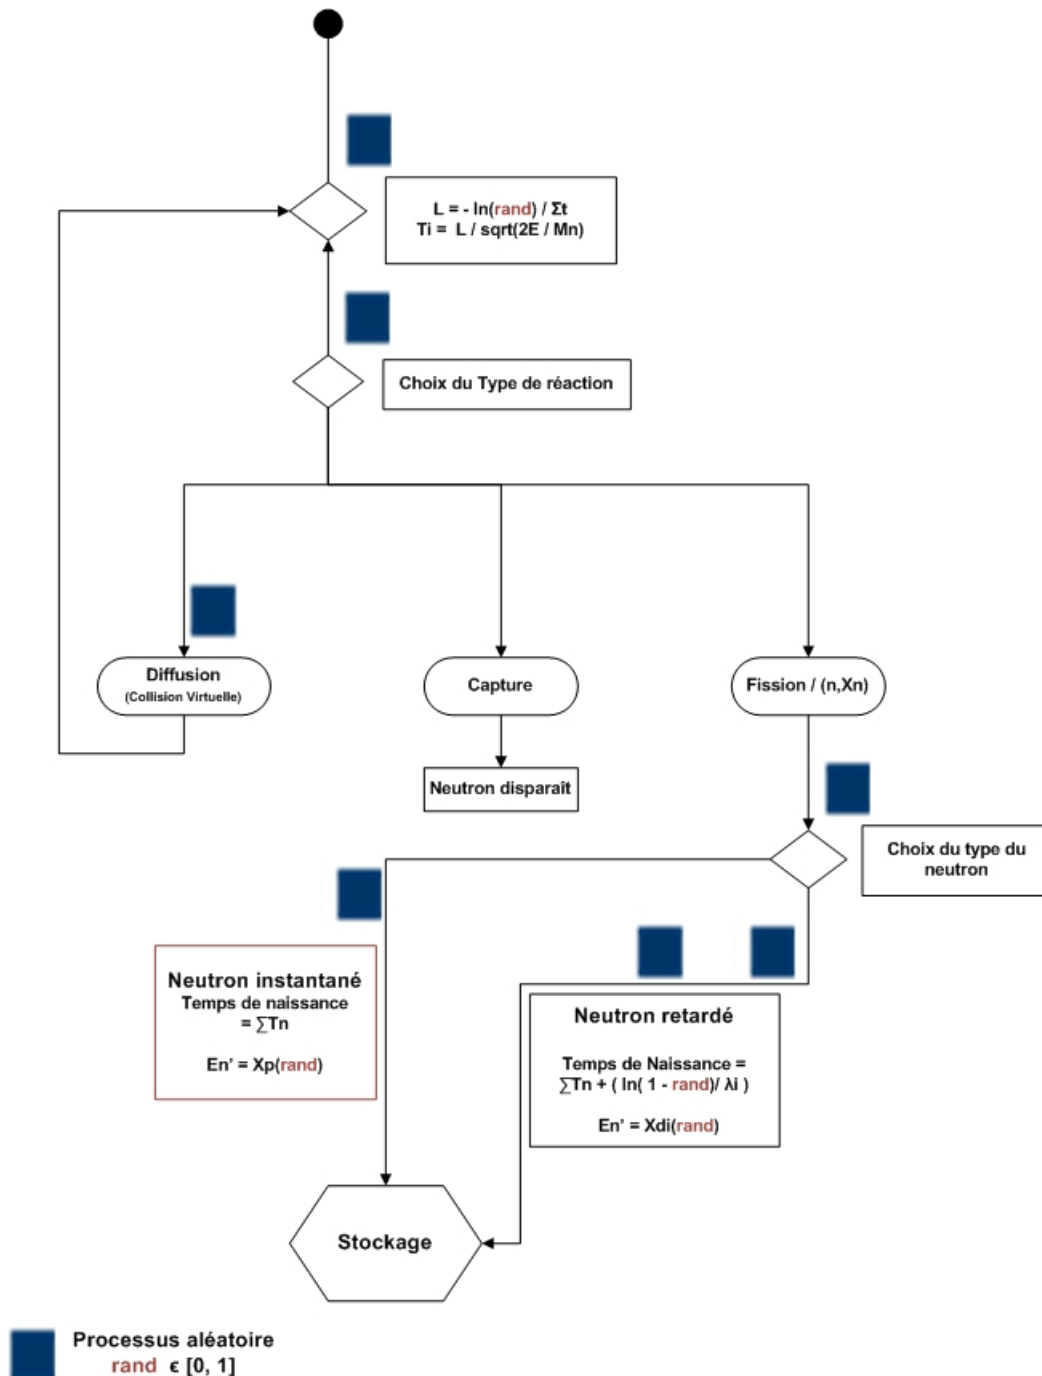 L = - ln(rand) / Σt
Ti = L / sqrt(2E / Mn)
Choix du Type de réaction
Diffusion
(Collision Virtuelle)
Capture
Fission / (n,Xn)
Neutron disparaît
Choix du type du
neutron
Neutron instantané
Temps de naissance
= ∑Tn
En’ = Xp(rand)
Neutron retardé
Temps de Naissance =
∑Tn + ( ln( 1 - rand)/ λi )
En’ = Xdi(rand)
Stockage
Processus aléatoire
rand ϵ [0, 1]